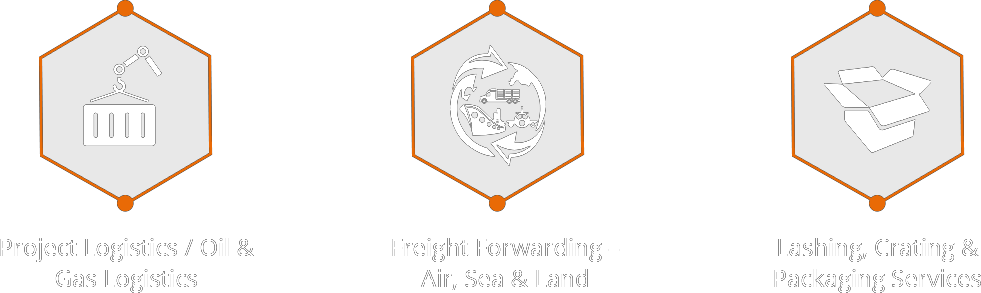 Project Logistics / Oil &
Gas Logistics
Freight Forwarding –
Air, Sea & Land
Lashing, Crating &
Packaging Services